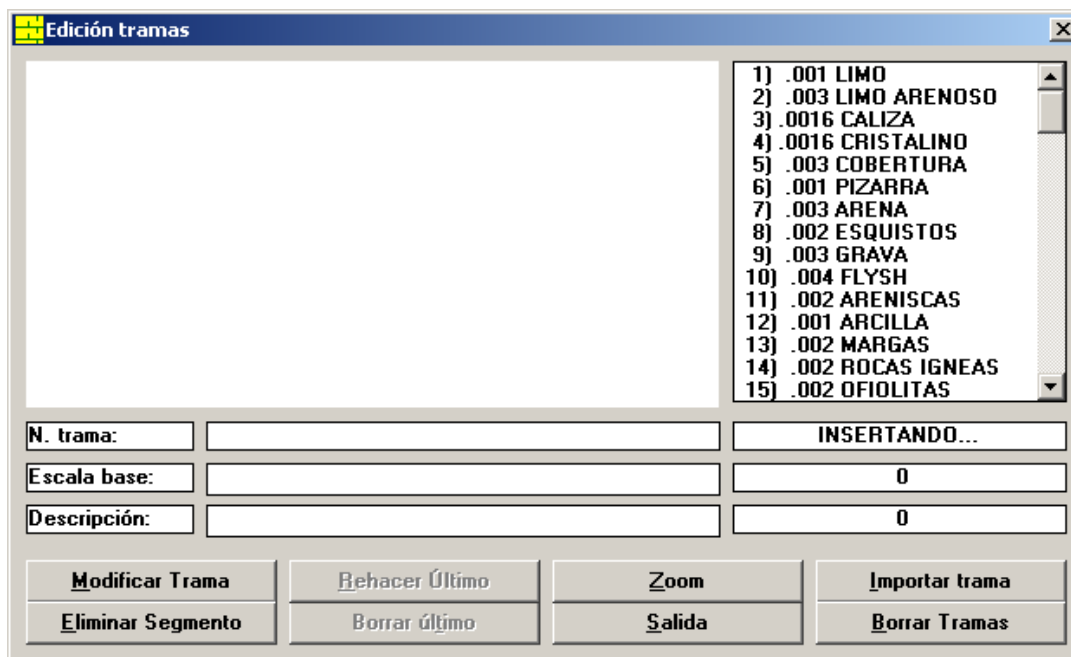 Edición tramas
1) .001 LIMO
2) .003 LIMO ARENOSO
3) .0016 CALIZA
4) .0016 CRISTALINO
5) .003 COBERTURA
6) .001 PIZARRA
7) .003 ARENA
8) .002 ESQUISTOS
9) .003 GRAVA
10) .004 FLYSH
11) .002 ARENISCAS
12) .001 ARCILLA
13) .002 MARGAS
14) .002 ROCAS IGNEAS
15) .002 OFIOLITAS
N. trama:
INSERTANDO...
Escala base:
0
Descripción:
0
Modificar Trama
Rehacer Último
Zoom
Importar trama
Eliminar Segmento
Borrar último
Salida
Borrar Tramas